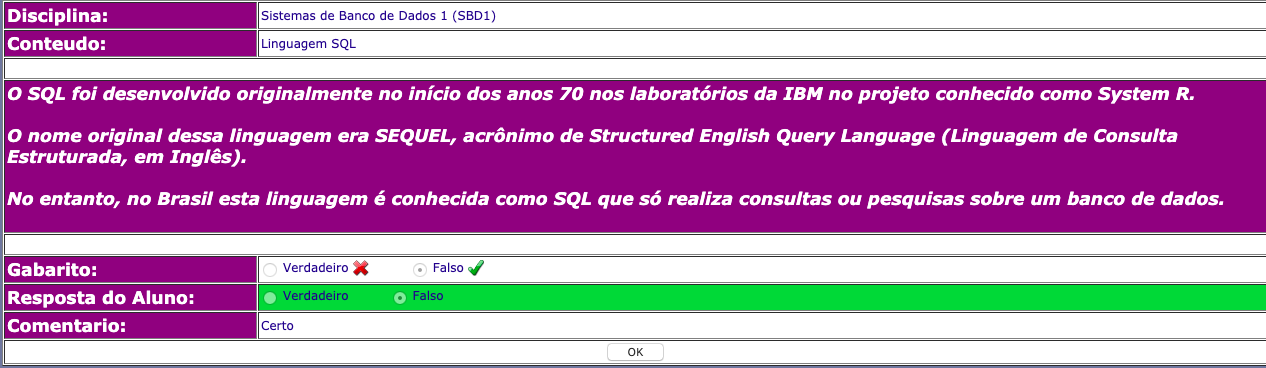 Disciplina: Sistemas de Banco de Dados 1 (SBD1)
Conteudo: Linguagem SQL
O SQL foi desenvolvido originalmente no início dos anos 70 nos laboratórios da IBM no projeto conhecido como System R.
O nome original dessa linguagem era SEQUEL, acrônimo de Structured English Query Language (Linguagem de Consulta
Estruturada, em Inglês).
No entanto, no Brasil esta linguagem é conhecida como SQL que só realiza consultas ou pesquisas sobre um banco de dados.
Gabarito: Verdadeiro Falso
Resposta do Aluno: Verdadeiro Falso
Comentario: Certo
OK